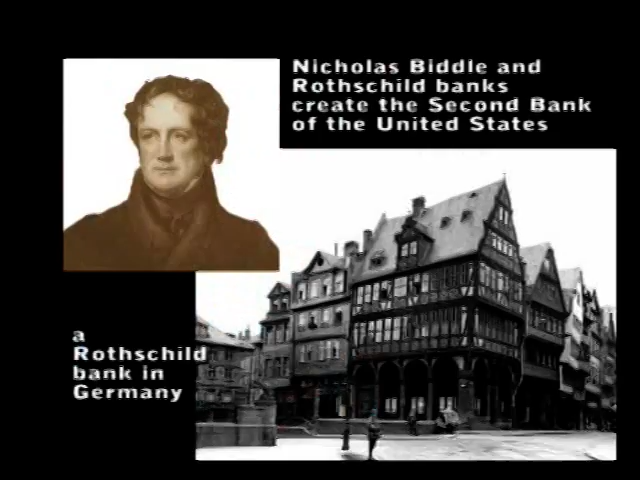 Nicholas Biddle and
Rothschild banks
create the Second Bank
of the United States
a
Rothschild
bank in
Germany